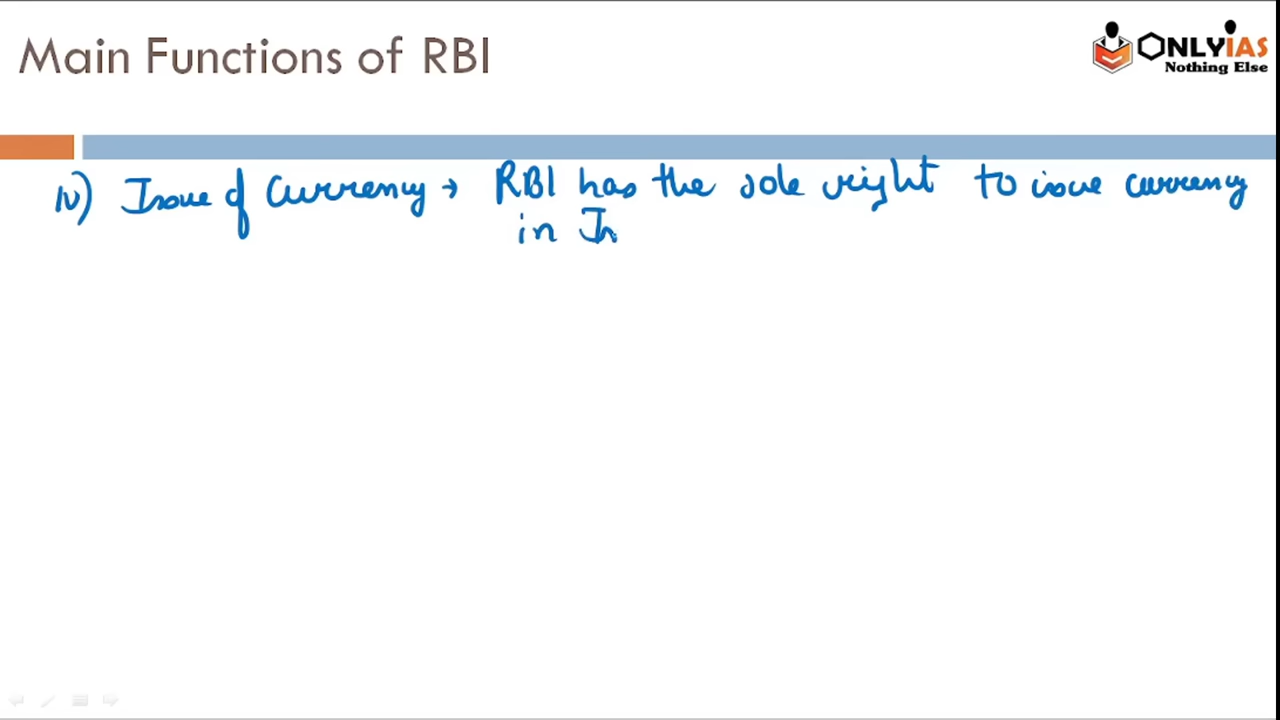 Main Functions of RBI
ONLYIAS
Nothing Else
iv) Issue of Currency → RBI has the sole right to issue currency
in In